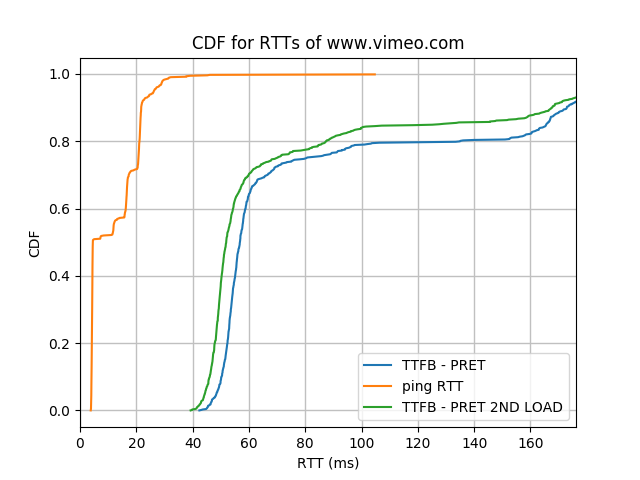 CDF for RTTs of www.vimeo.com
1.0
0.8
0.6
0.4
0.2
0.0
CDF
0 20 40 60 80 100 120 140 160
RTT (ms)
TTFB - PRET
ping RTT
TTFB - PRET 2ND LOAD